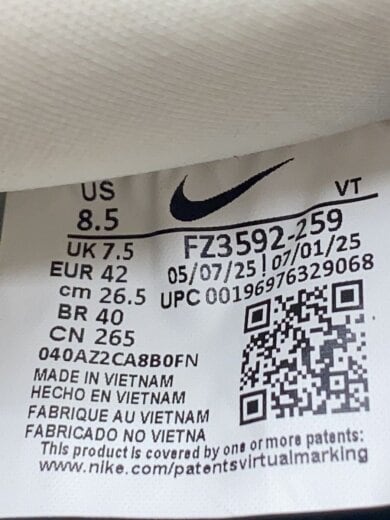 US
8.5
UK 7.5
EUR 42
cm 26.5
BR 40
CN 265
040AZ2CA8B0FN
VT
FZ3592-259
05/07/25 | 07/01/25
UPC 00196976329068
MADE IN VIETNAM
HECHO EN VIETNAM
FABRIQUE AU VIETNAM
FABRICADO NO VIETNA
This product is covered by one or more patents:
www.nike.com/patentsvirtualmarking